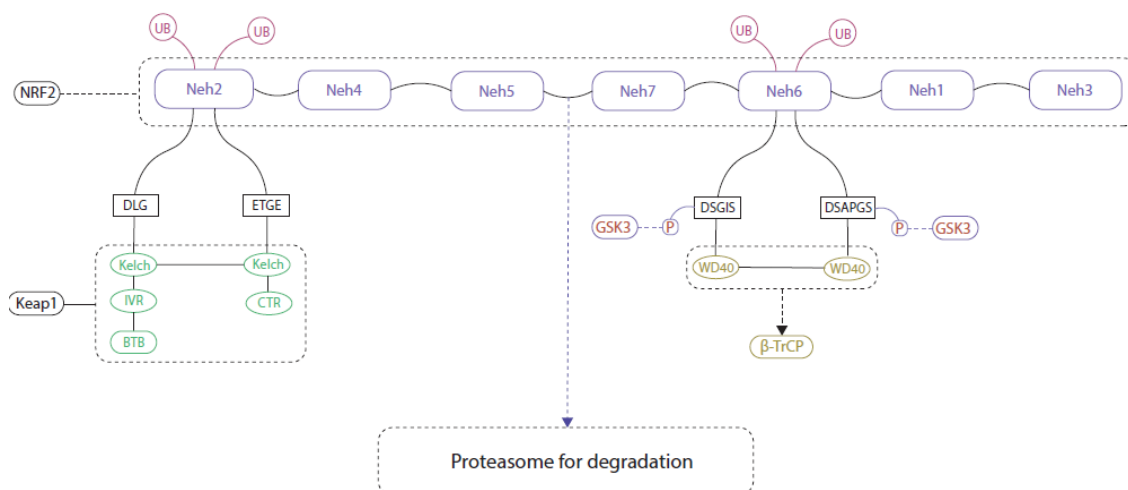 UB
UB
UB
UB
NRF2
Neh2
Neh4
Neh5
Neh7
Neh6
Neh1
Neh3
DLG
ETGE
DSGIS
DSAPGS
GSK3
P
P
GSK3
Kelch
Kelch
WD40
WD40
Keap1
IVR
CTR
BTB
β-TrCP
Proteasome for degradation